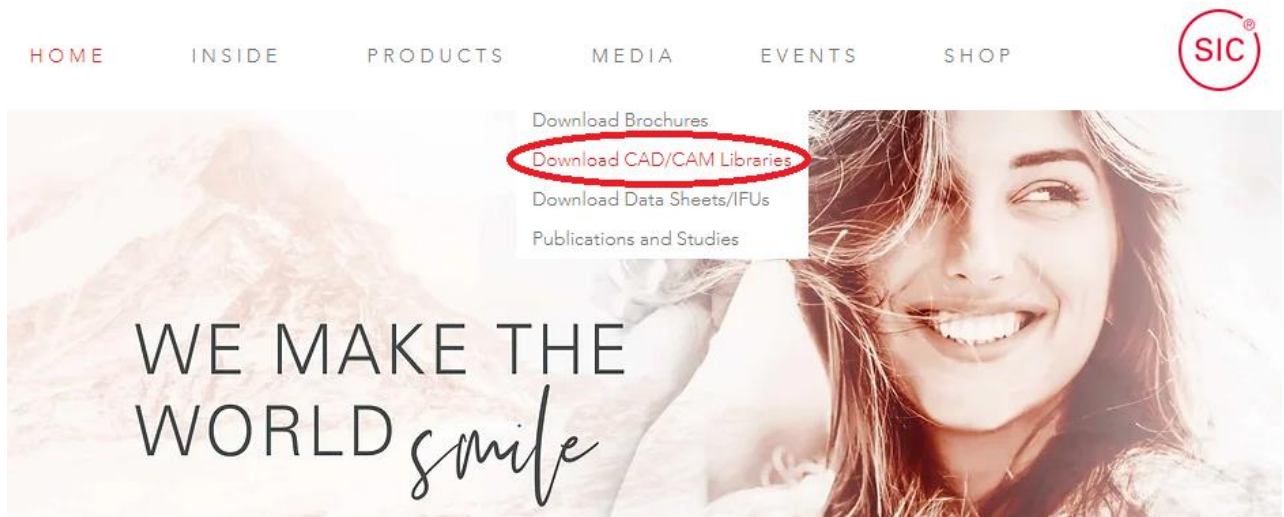 HOME INSIDE PRODUCTS MEDIA EVENTS SHOP
SIC®
Download Brochures
Download CAD/CAM Libraries
Download Data Sheets/IFUs
Publications and Studies
WE MAKE THE
WORLD smile